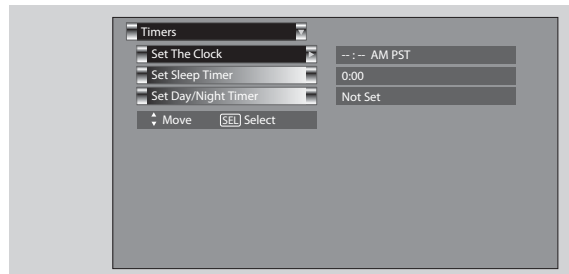 Timers
Set The Clock -- : -- AM PST
Set Sleep Timer 0:00
Set Day/Night Timer Not Set
Move SEL Select